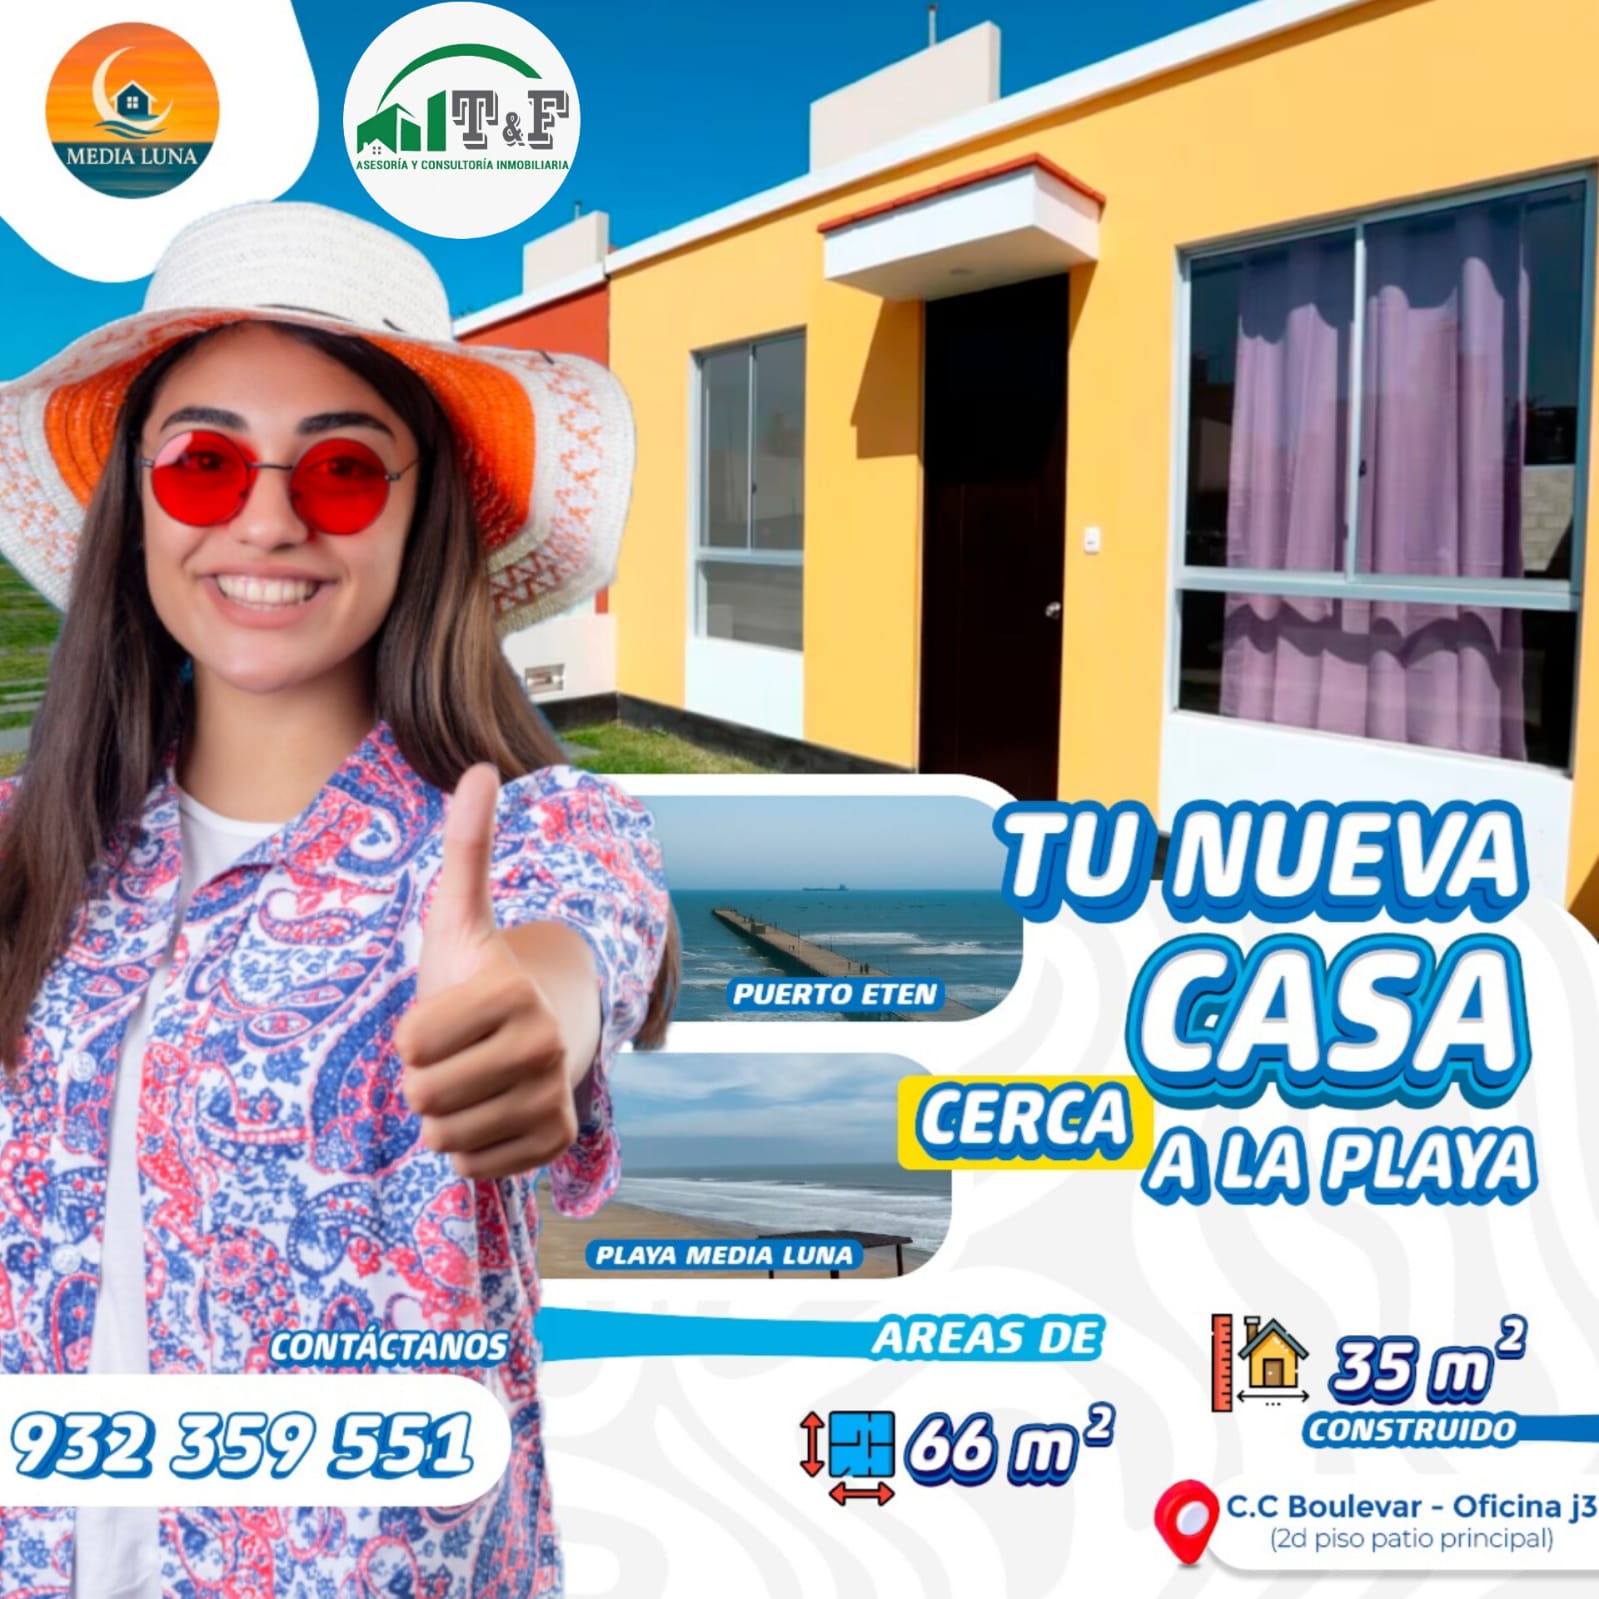 MEDIA LUNA
T&F
ASESORÍA Y CONSULTORÍA INMOBILIARIA
TU NUEVA
CASA
CERCA
A LA PLAYA
PUERTO ETEN
PLAYA MEDIA LUNA
CONTÁCTANOS
932 359 551
AREAS DE
66 m²
35 m²
CONSTRUIDO
C.C Boulevar - Oficina j3
(2d piso patio principal)